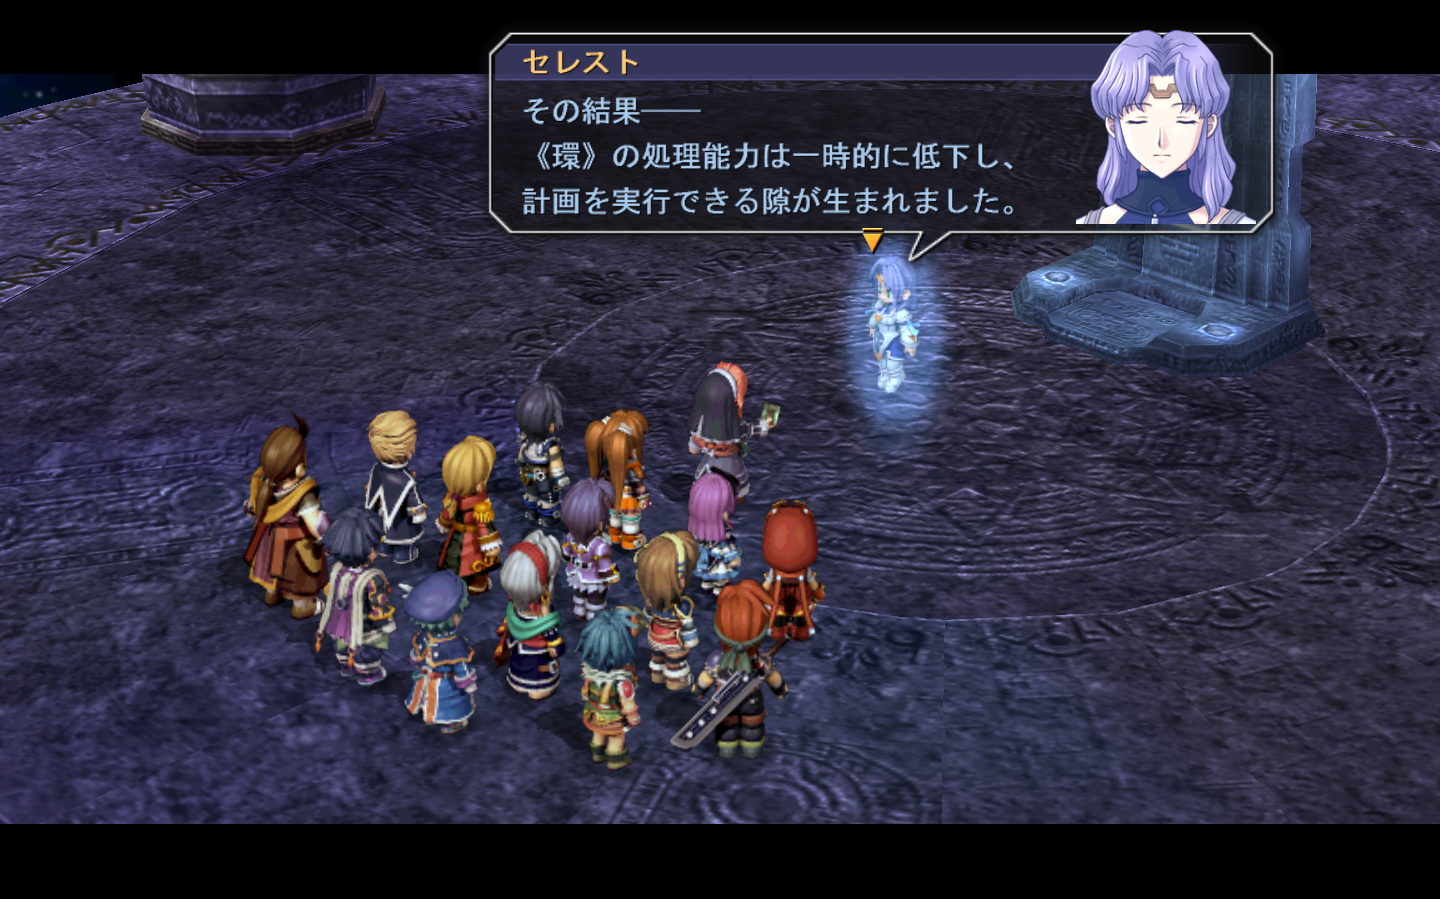 セレスト
その結果――
《環》の処理能力は一時的に低下し、
計画を実行できる隙が生まれました。